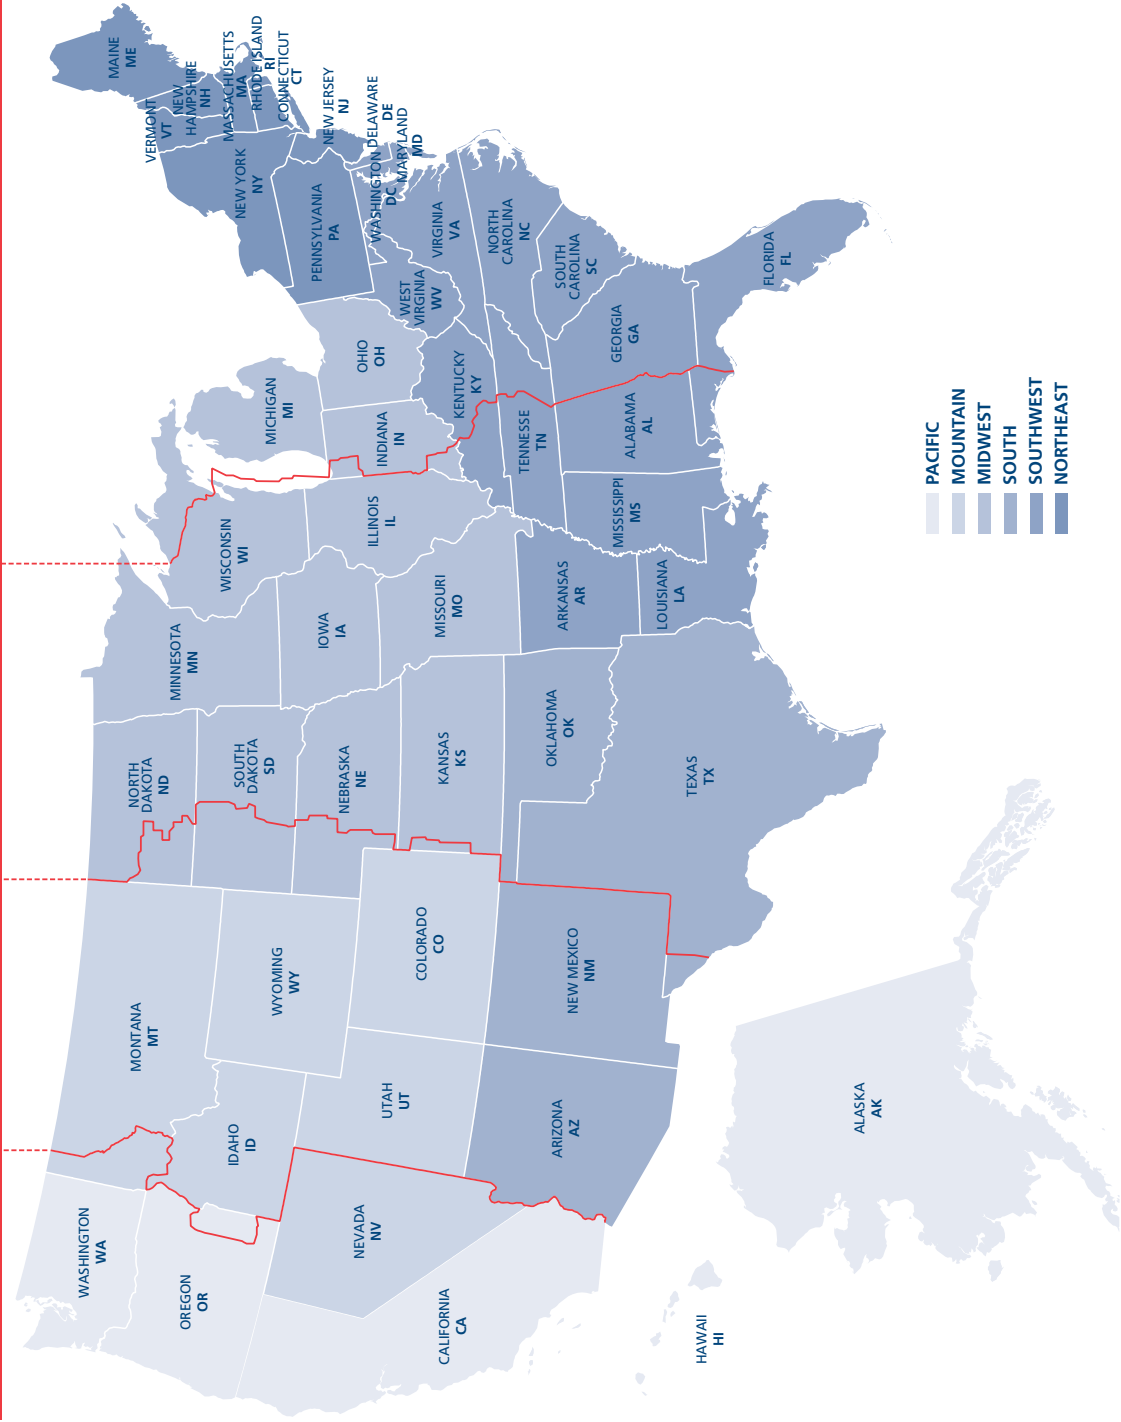 WASHINGTON
WA
OREGON
OR
CALIFORNIA
CA
NEVADA
NV
IDAHO
ID
MONTANA
MT
WYOMING
WY
UTAH
UT
COLORADO
CO
ARIZONA
AZ
NEW MEXICO
NM
NORTH
DAKOTA
ND
SOUTH
DAKOTA
SD
NEBRASKA
NE
KANSAS
KS
OKLAHOMA
OK
TEXAS
TX
MINNESOTA
MN
IOWA
IA
MISSOURI
MO
ARKANSAS
AR
LOUISIANA
LA
WISCONSIN
WI
ILLINOIS
IL
MISSISSIPPI
MS
MICHIGAN
MI
INDIANA
IN
KENTUCKY
KY
TENNESSE
TN
ALABAMA
AL
OHIO
OH
WEST
VIRGINIA
WV
VIRGINIA
VA
NORTH
CAROLINA
NC
SOUTH
CAROLINA
SC
GEORGIA
GA
FLORIDA
FL
PENNSYLVANIA
PA
NEW YORK
NY
VERMONT
VT
NEW
HAMPSHIRE
NH
MAINE
ME
MASSACHUSETTS
MA
RHODE ISLAND
RI
CONNECTICUT
CT
NEW JERSEY
NJ
DELAWARE
DE
MARYLAND
MD
WASHINGTON
DC
HAWAII
HI
ALASKA
AK
PACIFIC
MOUNTAIN
MIDWEST
SOUTH
SOUTHWEST
NORTHEAST